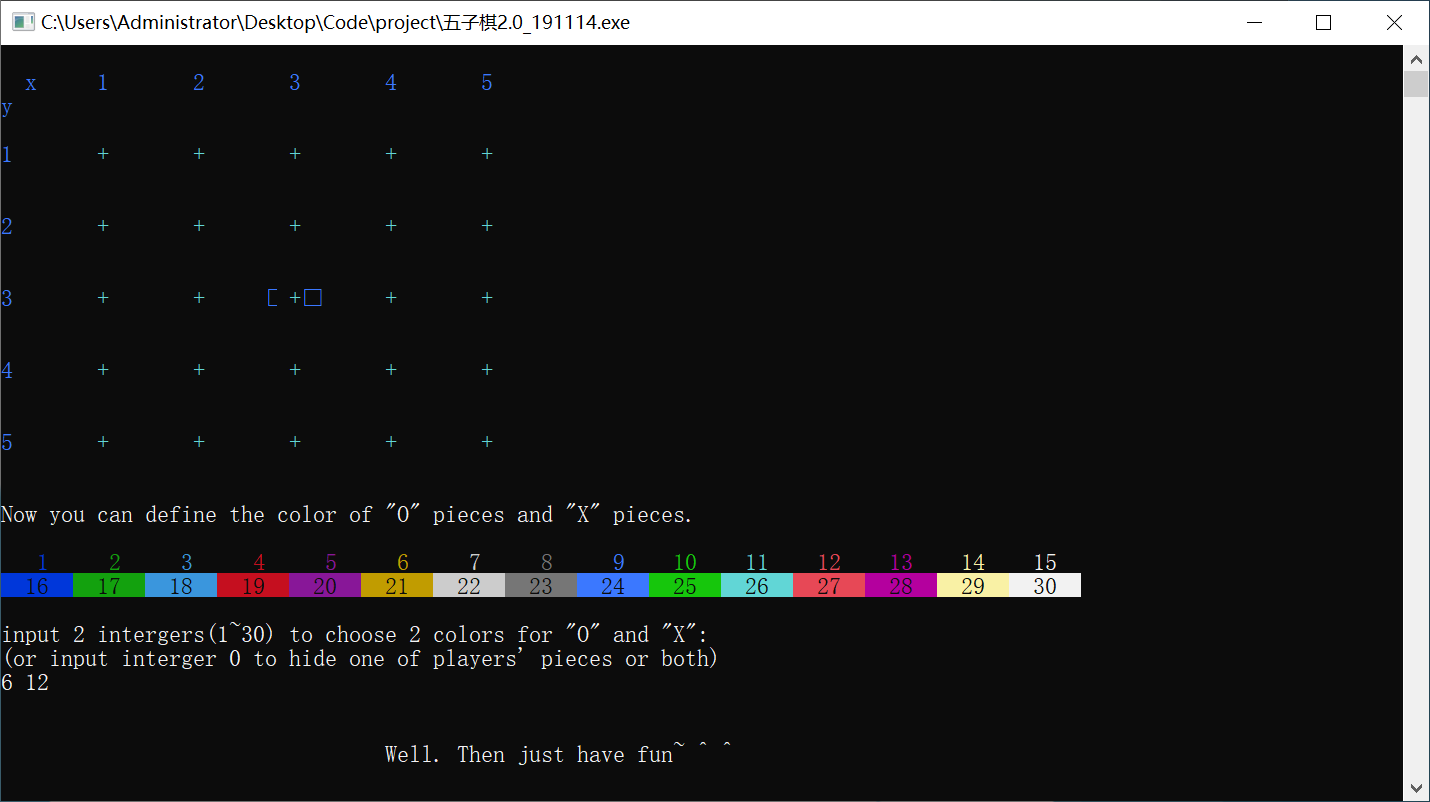 C:\Users\Administrator\Desktop\Code\project\五子棋2.0_191114.exe
x 1 2 3 4 5
y
1 + + + + +
2 + + + + +
3 + + [ +□ + +
4 + + + + +
5 + + + + +
Now you can define the color of "O" pieces and "X" pieces.
1 2 3 4 5 6 7 8 9 10 11 12 13 14 15
16 17 18 19 20 21 22 23 24 25 26 27 28 29 30
input 2 intergers(1~30) to choose 2 colors for "O" and "X":
(or input interger 0 to hide one of players' pieces or both)
6 12
Well. Then just have fun~ ^ ^